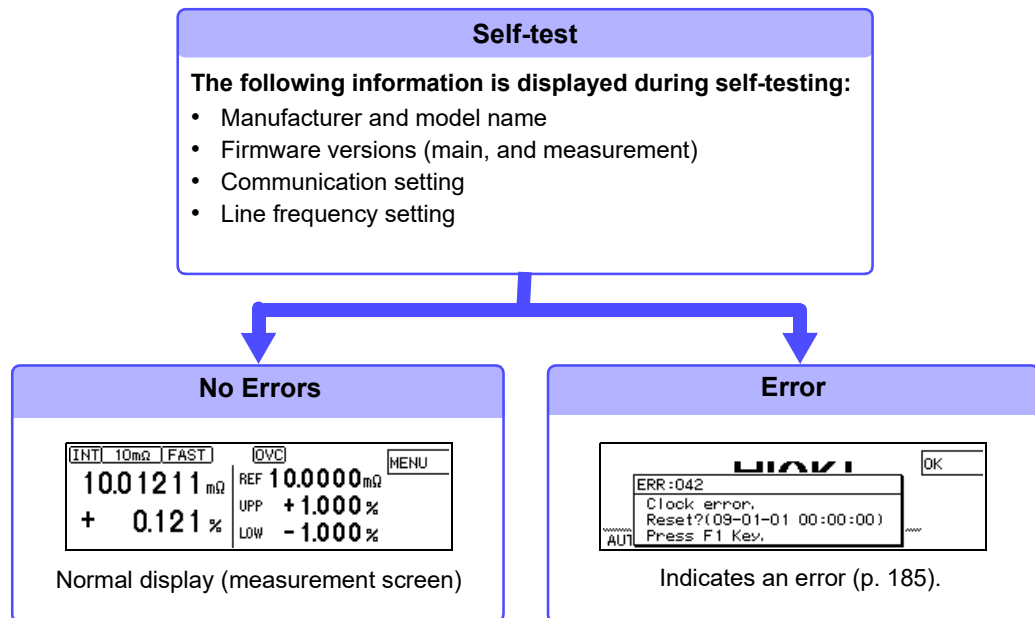 Self-test
The following information is displayed during self-testing:
• Manufacturer and model name
• Firmware versions (main, and measurement)
• Communication setting
• Line frequency setting
No Errors
INT 10mΩ FAST OVC MENU
10.01211 mΩ REF 10.0000mΩ
UPP +1.000 %
+ 0.121 % LOW -1.000 %
Normal display (measurement screen)
Error
HIOKI OK
ERR:042
Clock error.
Reset?(09-01-01 00:00:00)
Press F1 Key.
AUT
Indicates an error (p. 185).